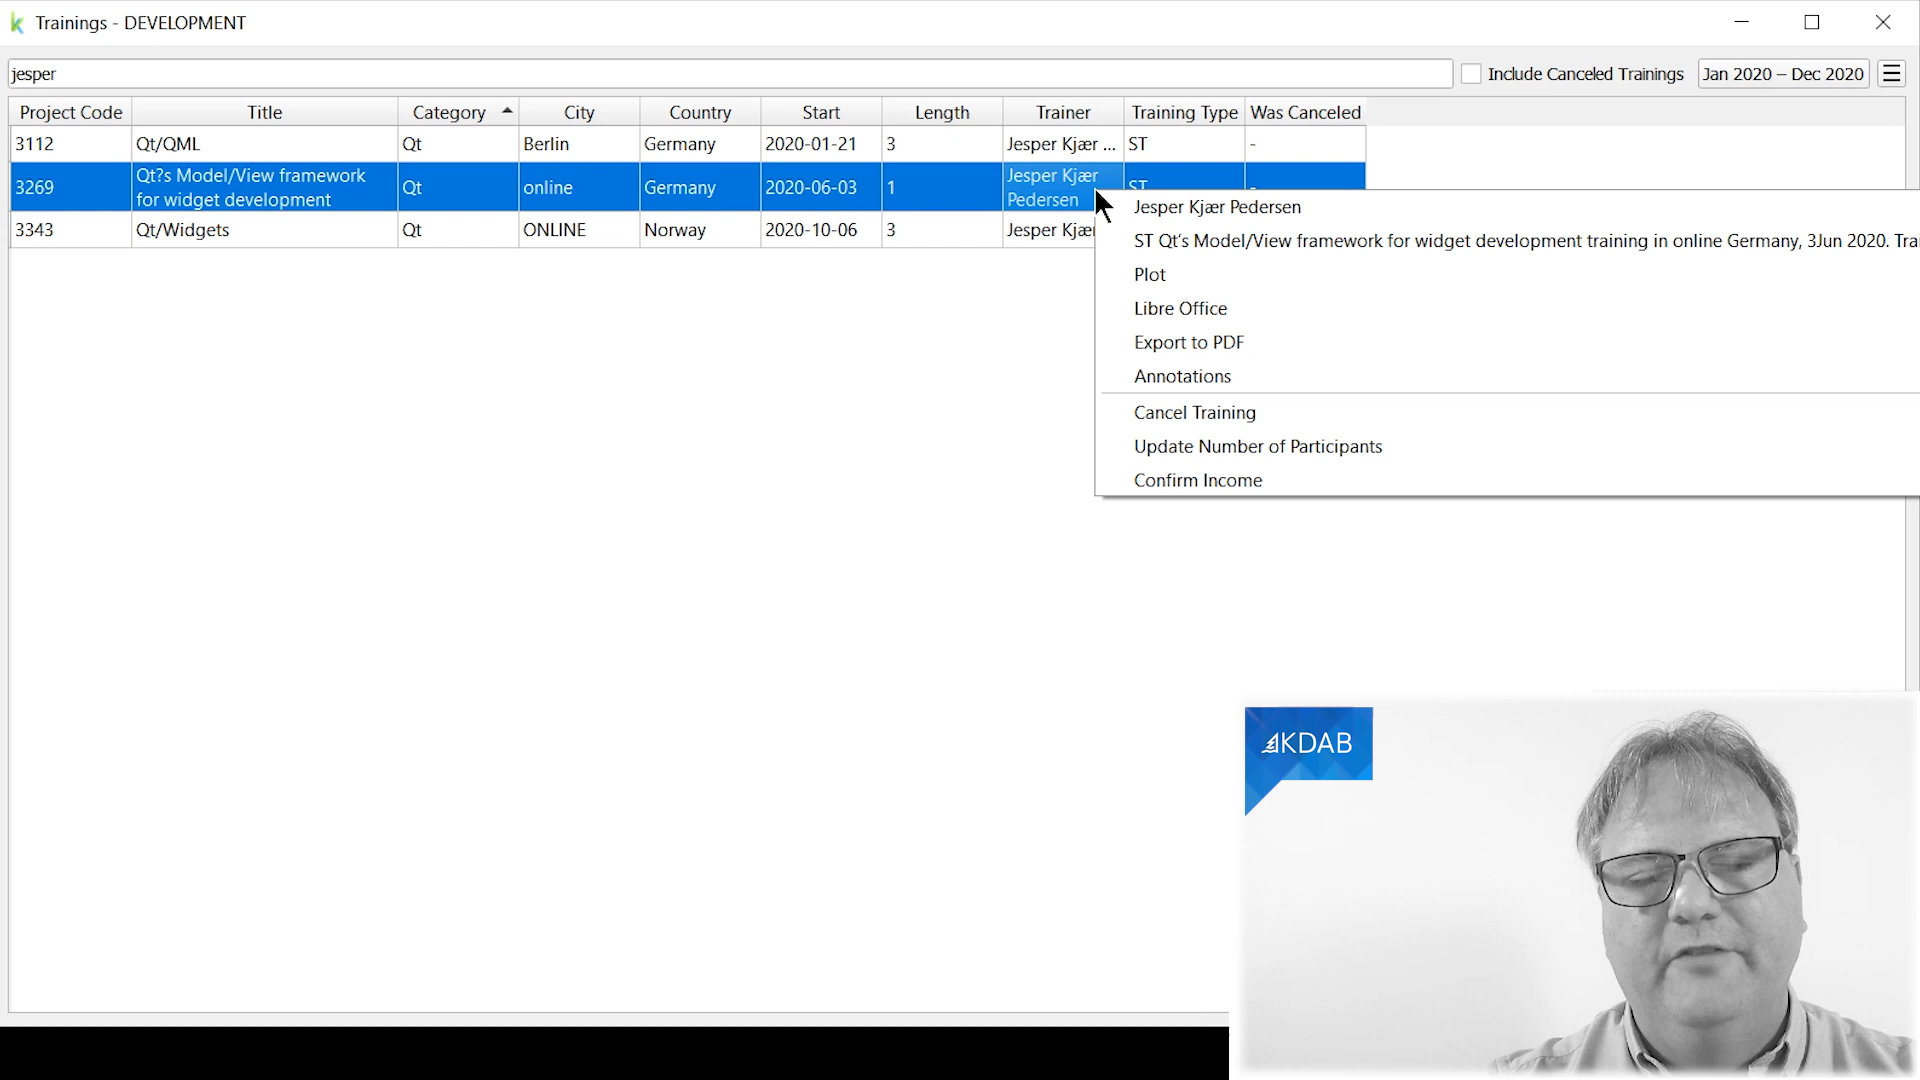 Trainings - DEVELOPMENT
jesper
Include Canceled Trainings
Jan 2020 – Dec 2020
Project Code Title Category City Country Start Length Trainer Training Type Was Canceled
3112 Qt/QML Qt Berlin Germany 2020-01-21 3 Jesper Kjær ... ST -
3269 Qt?s Model/View framework
for widget development
Qt online Germany 2020-06-03 1 Jesper Kjær
Pedersen
ST -
3343 Qt/Widgets Qt ONLINE Norway 2020-10-06 3 Jesper Kjær
Jesper Kjær Pedersen
ST Qt's Model/View framework for widget development training in online Germany, 3Jun 2020. Trai
Plot
Libre Office
Export to PDF
Annotations
Cancel Training
Update Number of Participants
Confirm Income
KDAB